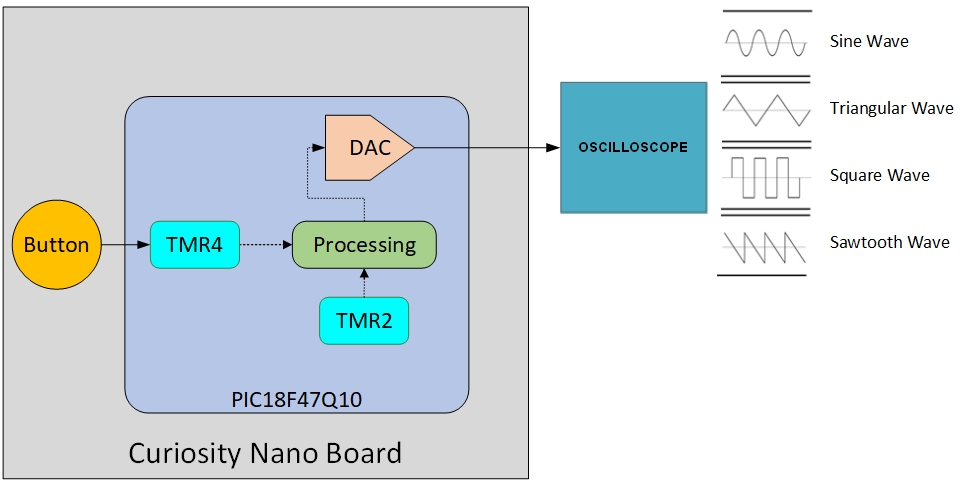 Sine Wave
DAC
OSCILLOSCOPE
Triangular Wave
Square Wave
Button
TMR4
Processing
Sawtooth Wave
TMR2
PIC18F47Q10
Curiosity Nano Board